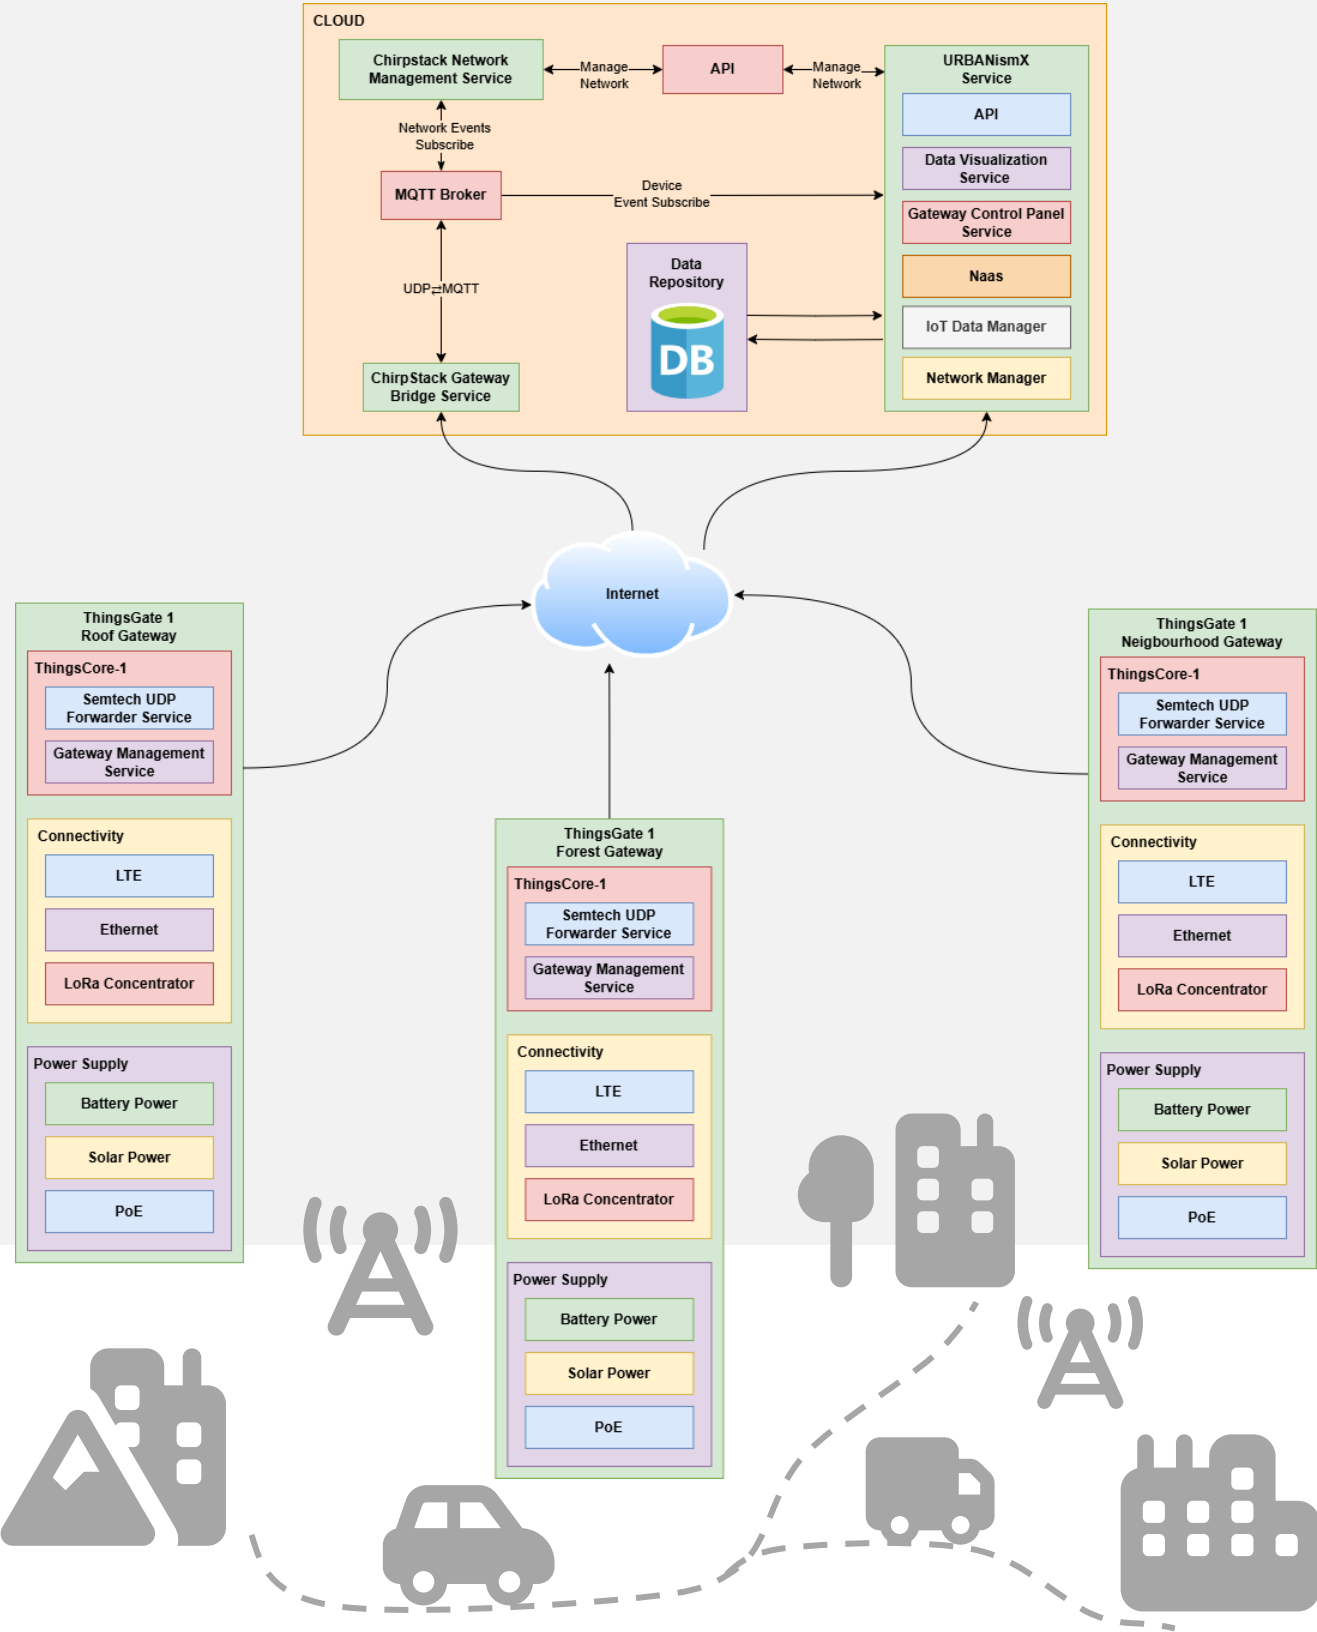 CLOUD
Chirpstack Network
Management Service
Manage
Network
API
Manage
Network
URBANismX
Service
API
Data Visualization
Service
Gateway Control Panel
Service
Naas
IoT Data Manager
Network Manager
Network Events
Subscribe
MQTT Broker
Device
Event Subscribe
Data
Repository
DB
UDP⇄MQTT
ChirpStack Gateway
Bridge Service
Internet
ThingsGate 1
Roof Gateway
ThingsCore-1
Semtech UDP
Forwarder Service
Gateway Management
Service
Connectivity
LTE
Ethernet
LoRa Concentrator
Power Supply
Battery Power
Solar Power
PoE
ThingsGate 1
Forest Gateway
ThingsCore-1
Semtech UDP
Forwarder Service
Gateway Management
Service
Connectivity
LTE
Ethernet
LoRa Concentrator
Power Supply
Battery Power
Solar Power
PoE
ThingsGate 1
Neigbourhood Gateway
ThingsCore-1
Semtech UDP
Forwarder Service
Gateway Management
Service
Connectivity
LTE
Ethernet
LoRa Concentrator
Power Supply
Battery Power
Solar Power
PoE